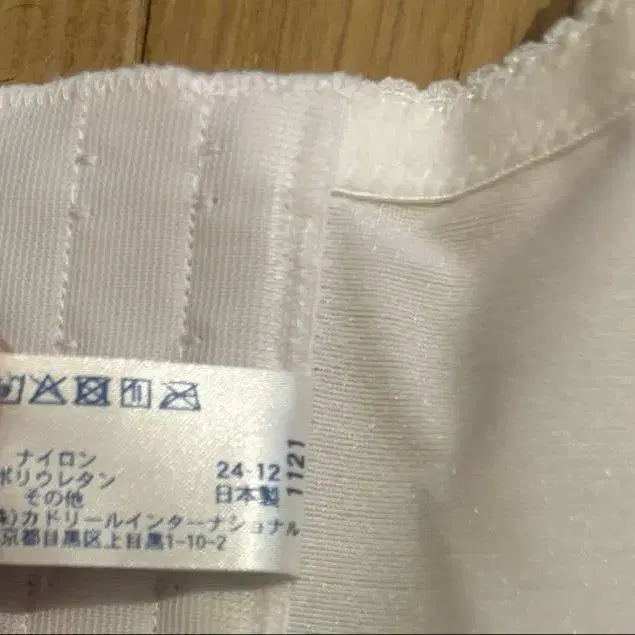 ナイロン
ポリウレタン
その他
24-12
日本製
1121
株)カドリールインターナショナル
京都目黒区上目黒1-10-2